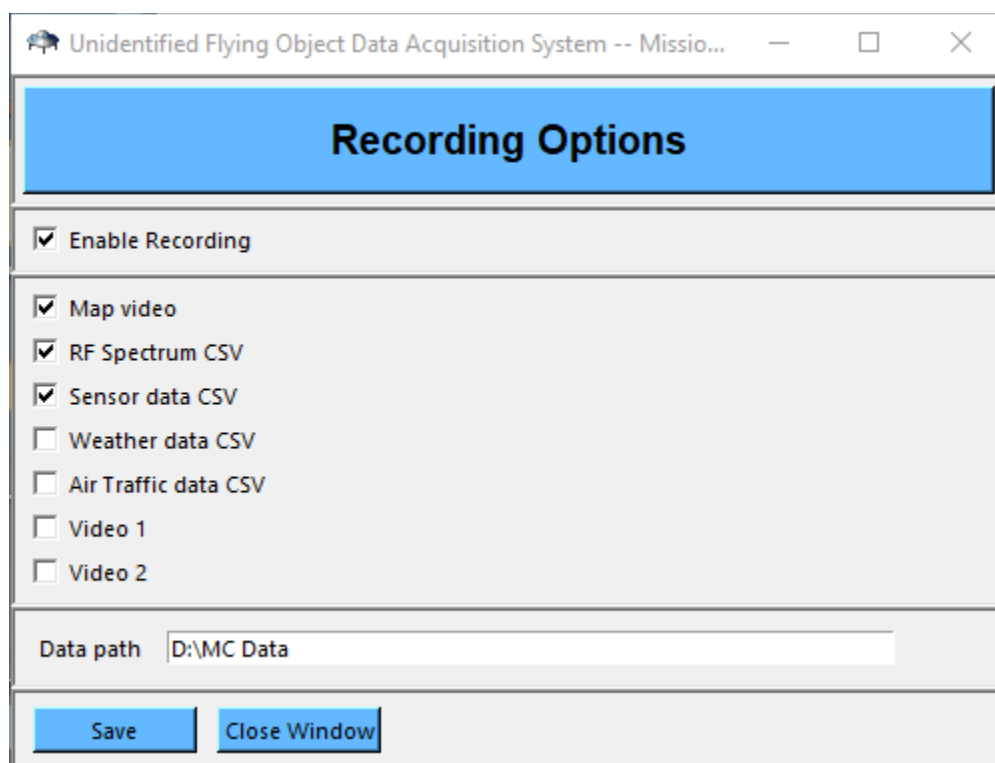 Unidentified Flying Object Data Acquisition System -- Missio...
Recording Options
Enable Recording
Map video
RF Spectrum CSV
Sensor data CSV
Weather data CSV
Air Traffic data CSV
Video 1
Video 2
Data path D:\MC Data
Save Close Window